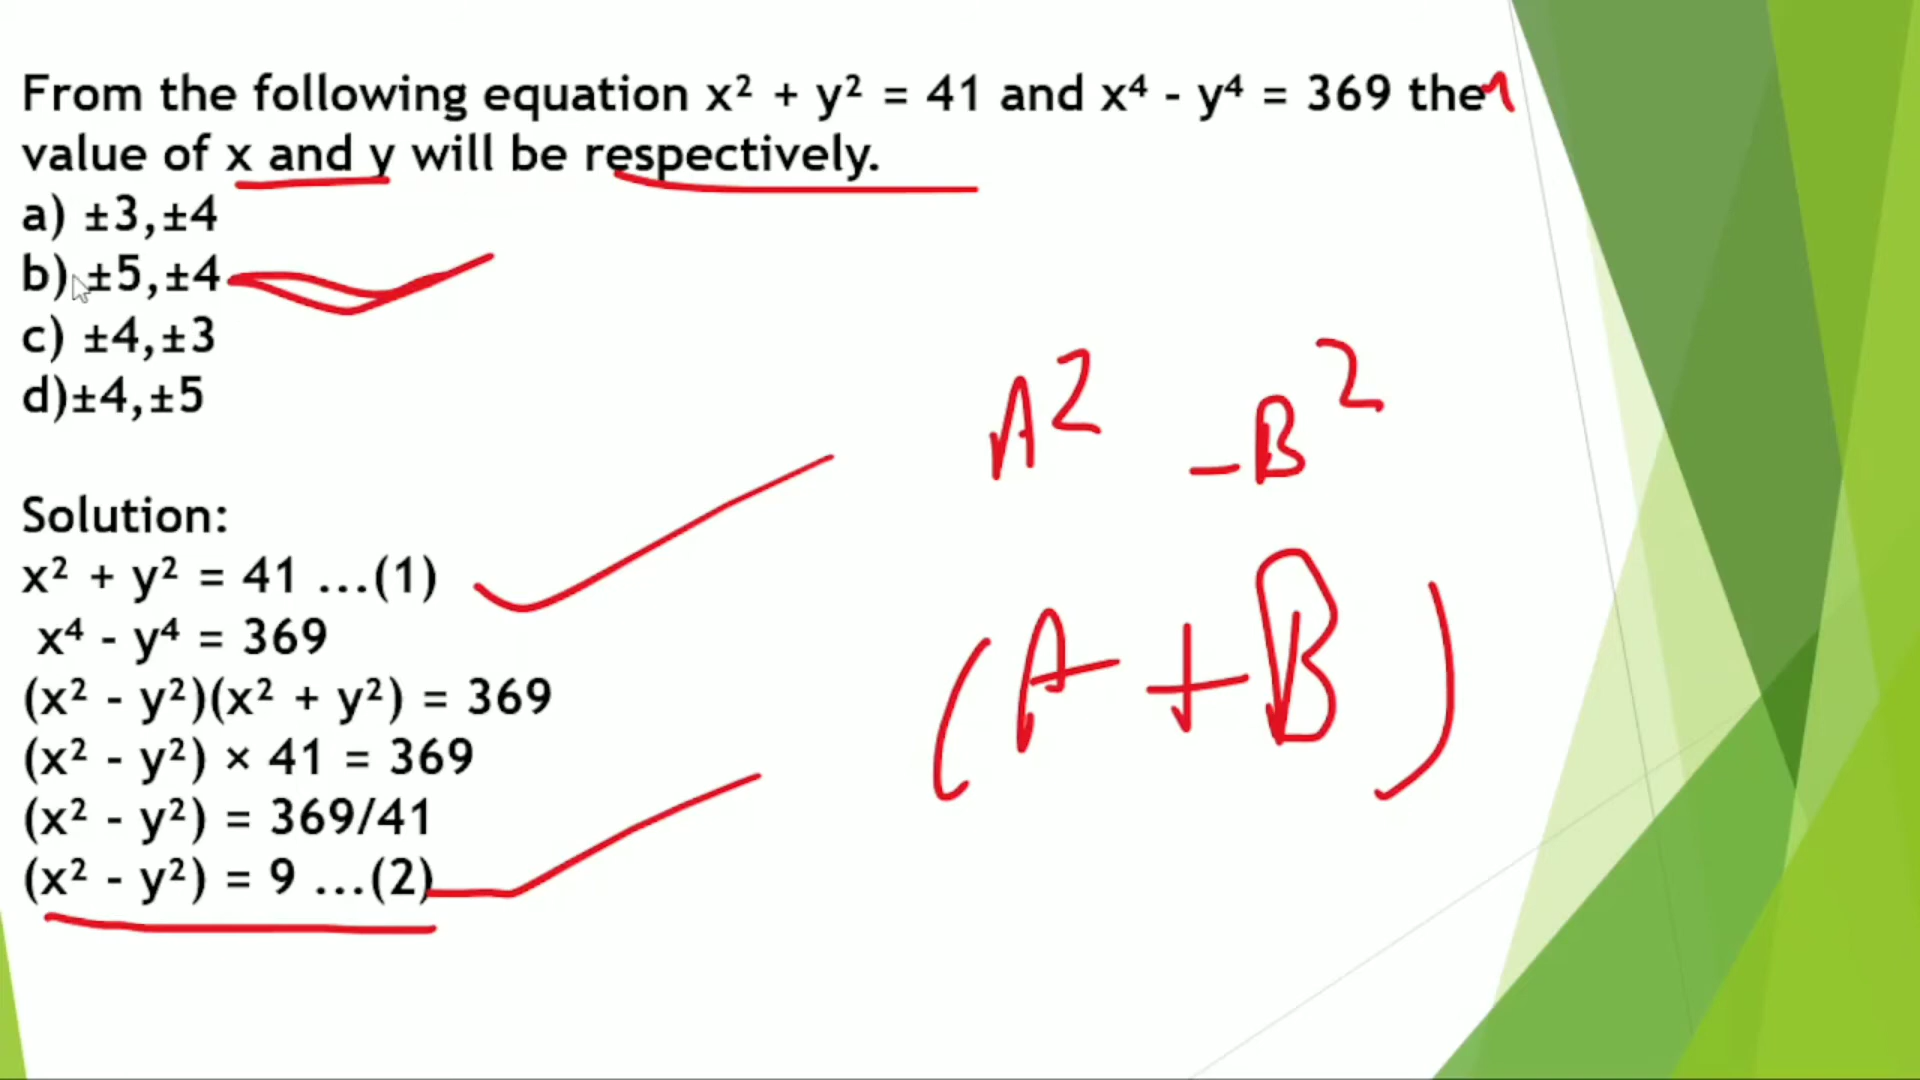 From the following equation x² + y² = 41 and x⁴ - y⁴ = 369 then
value of x and y will be respectively.
a) ±3,±4
b) ±5,±4
c) ±4,±3
d)±4,±5
A² - B²
Solution:
x² + y² = 41 ...(1)
x⁴ - y⁴ = 369
(A + B)
(x² - y²)(x² + y²) = 369
(x² - y²) × 41 = 369
(x² - y²) = 369/41
(x² - y²) = 9 ...(2)